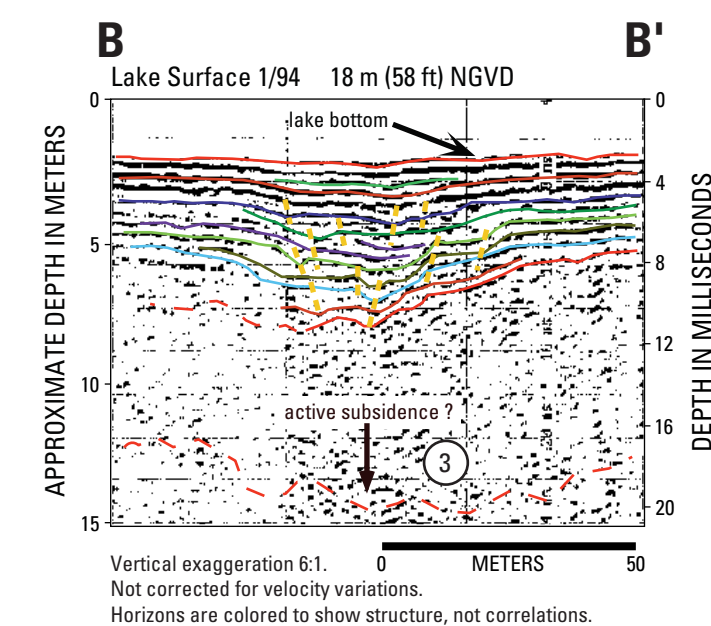 B
B'
Lake Surface 1/94 18 m (58 ft) NGVD
0
0
lake bottom
4
5
8
12
10
active subsidence ?
16
3
20
15
APPROXIMATE DEPTH IN METERS
DEPTH IN MILLISECONDS
0 METERS 50
Vertical exaggeration 6:1.
Not corrected for velocity variations.
Horizons are colored to show structure, not correlations.